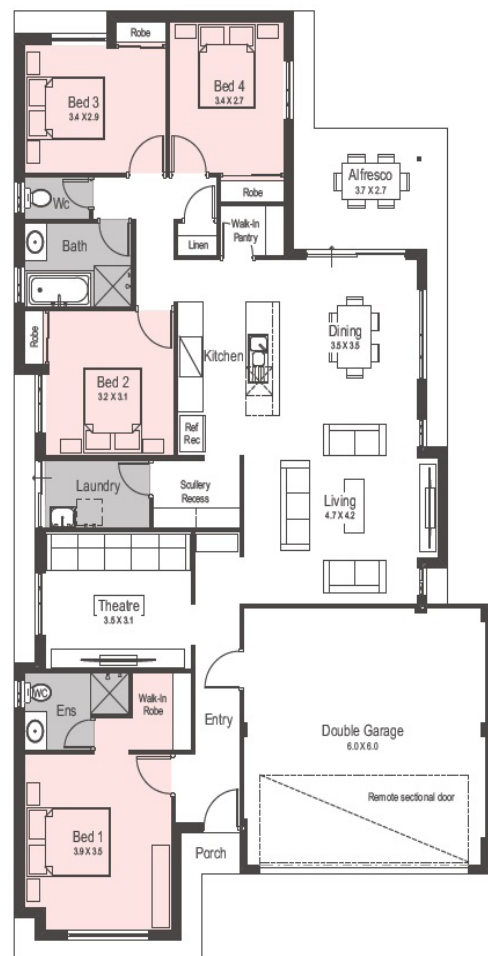 Robe
Bed 3
3.4 X 2.9
Bed 4
3.4 X 2.7
Alfresco
3.7 X 2.7
Wc
Robe
Linen
Walk-In
Pantry
Bath
Robe
Kitchen
Dining
3.5 X 3.5
Bed 2
3.2 X 3.1
Ref
Rec
Laundry
Scullery
Recess
Living
4.7 X 4.2
Theatre
3.5 X 3.1
WC
Ens
Walk-In
Robe
Entry
Double Garage
6.0 X 6.0
Remote sectional door
Bed 1
3.9 X 3.5
Porch